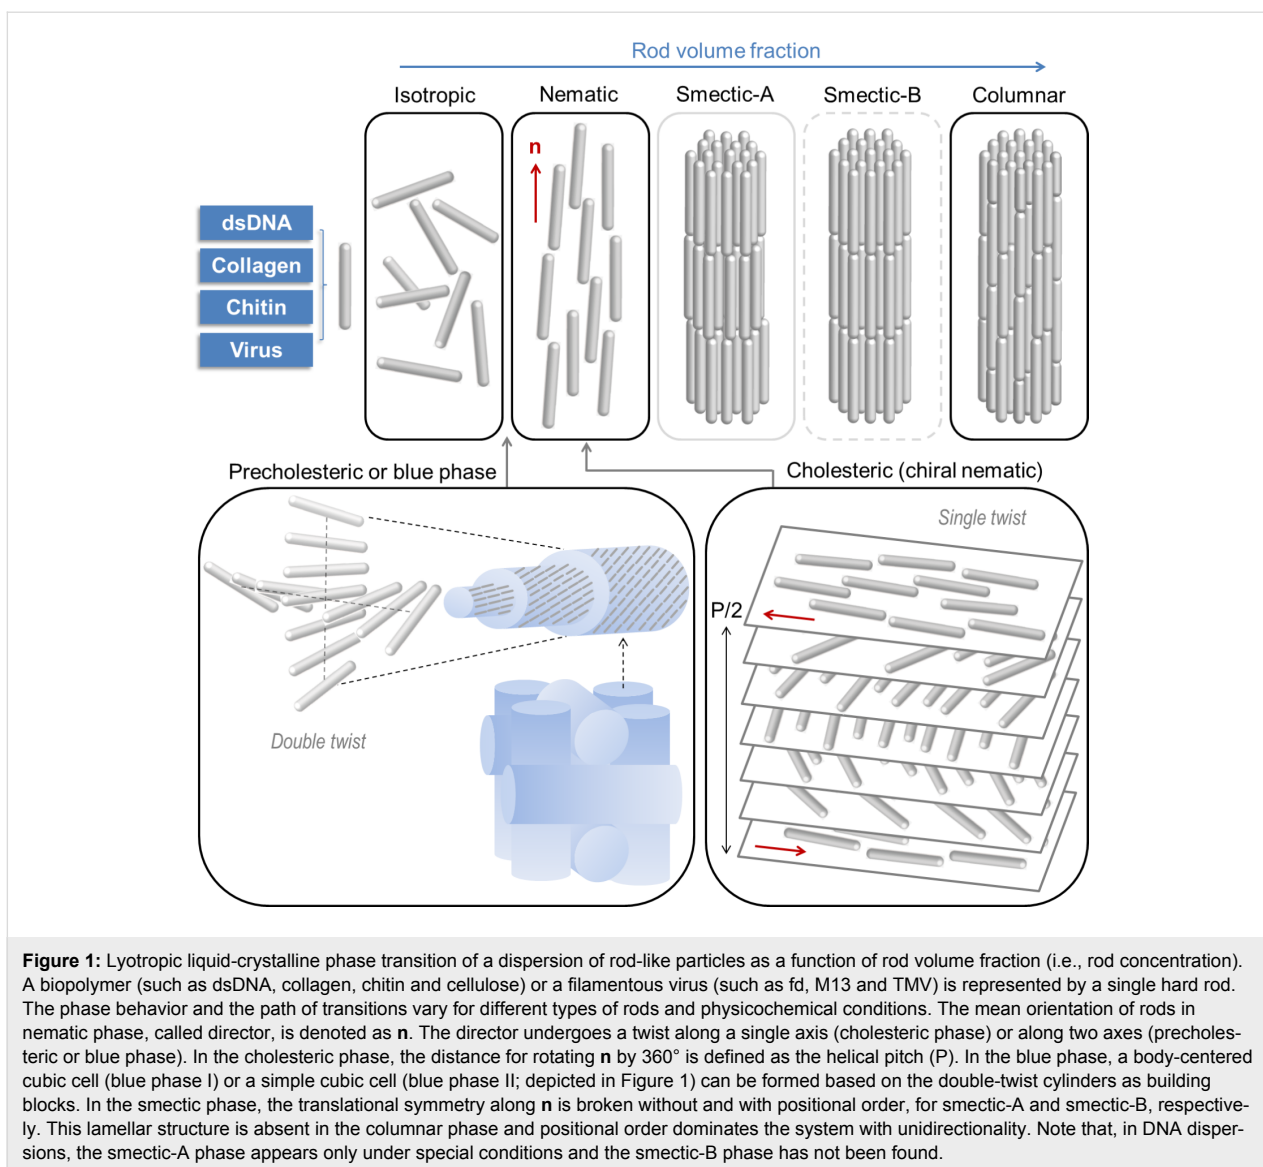 Rod volume fraction
Isotropic
Nematic
Smectic-A
Smectic-B
Columnar
n
dsDNA
Collagen
Chitin
Virus
Precholesteric or blue phase
Cholesteric (chiral nematic)
Single twist
P/2
Double twist
Figure 1: Lyotropic liquid-crystalline phase transition of a dispersion of rod-like particles as a function of rod volume fraction (i.e., rod concentration).
A biopolymer (such as dsDNA, collagen, chitin and cellulose) or a filamentous virus (such as fd, M13 and TMV) is represented by a single hard rod.
The phase behavior and the path of transitions vary for different types of rods and physicochemical conditions. The mean orientation of rods in
nematic phase, called director, is denoted as n. The director undergoes a twist along a single axis (cholesteric phase) or along two axes (precholes-
teric or blue phase). In the cholesteric phase, the distance for rotating n by 360° is defined as the helical pitch (P). In the blue phase, a body-centered
cubic cell (blue phase I) or a simple cubic cell (blue phase II; depicted in Figure 1) can be formed based on the double-twist cylinders as building
blocks. In the smectic phase, the translational symmetry along n is broken without and with positional order, for smectic-A and smectic-B, respective-
ly. This lamellar structure is absent in the columnar phase and positional order dominates the system with unidirectionality. Note that, in DNA disper-
sions, the smectic-A phase appears only under special conditions and the smectic-B phase has not been found.